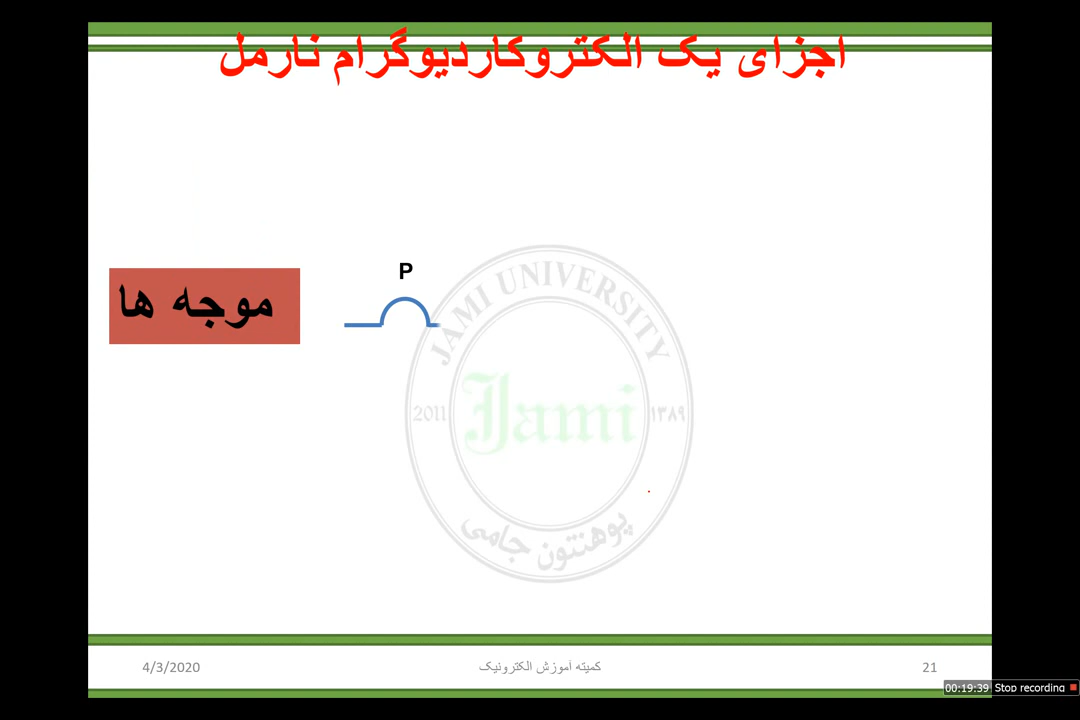 اجزای یک الکتروکاردیوگرام نارمل
P
موجه ها
JAMI UNIVERSITY
2011 Jami ۱۳۸۹
پوهنتون جامی
4/3/2020 کمیته آموزش الکترونیک 21
00:19:39 Stop recording